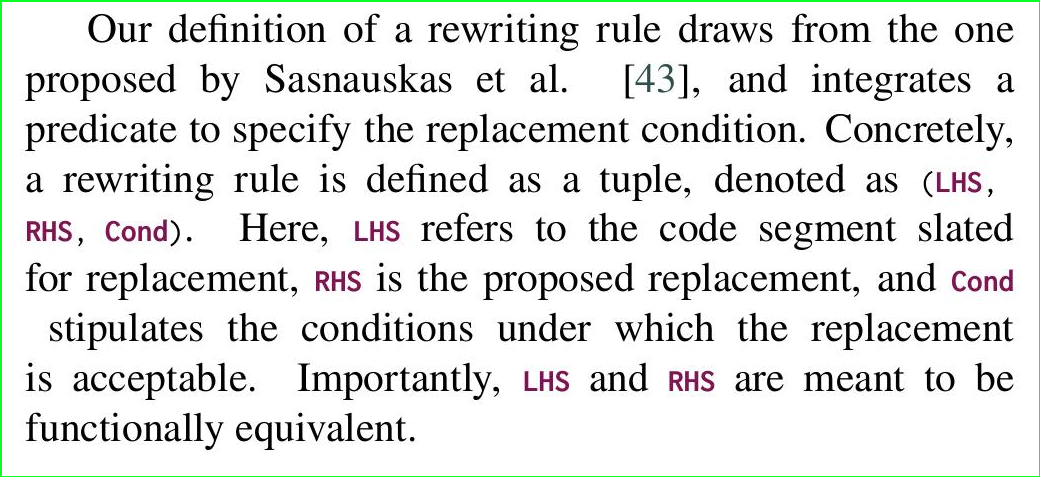 Our definition of a rewriting rule draws from the one
proposed by Sasnauskas et al. [43], and integrates a
predicate to specify the replacement condition. Concretely,
a rewriting rule is defined as a tuple, denoted as (LHS,
RHS, Cond). Here, LHS refers to the code segment slated
for replacement, RHS is the proposed replacement, and Cond
stipulates the conditions under which the replacement
is acceptable. Importantly, LHS and RHS are meant to be
functionally equivalent.